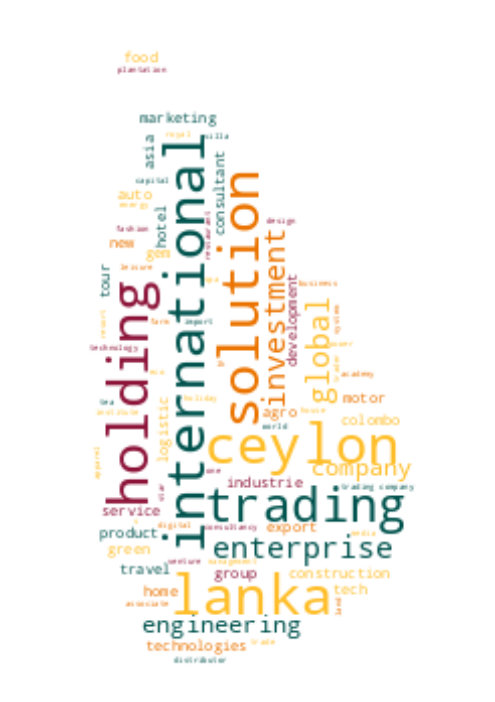 food
plantation
marketing
royal
villa
asia
international
consultant
capital
solution
auto
energy
hotel
restaurant
design
fashion
new
gem
investment
tour
leisure
development
business
holding
global
resort
farm
import
system
technology
academy
motor
tea
institute
logistic
holiday
agro
house
colombo
world
ceylon
company
apparel
star
industrie
trading company
trading
service
product
digital
consultancy
export
media
green
enterprise
venture
management
travel
group
construction
lanka
home
tech
associate
land
engineering
technologies
trade
distributor